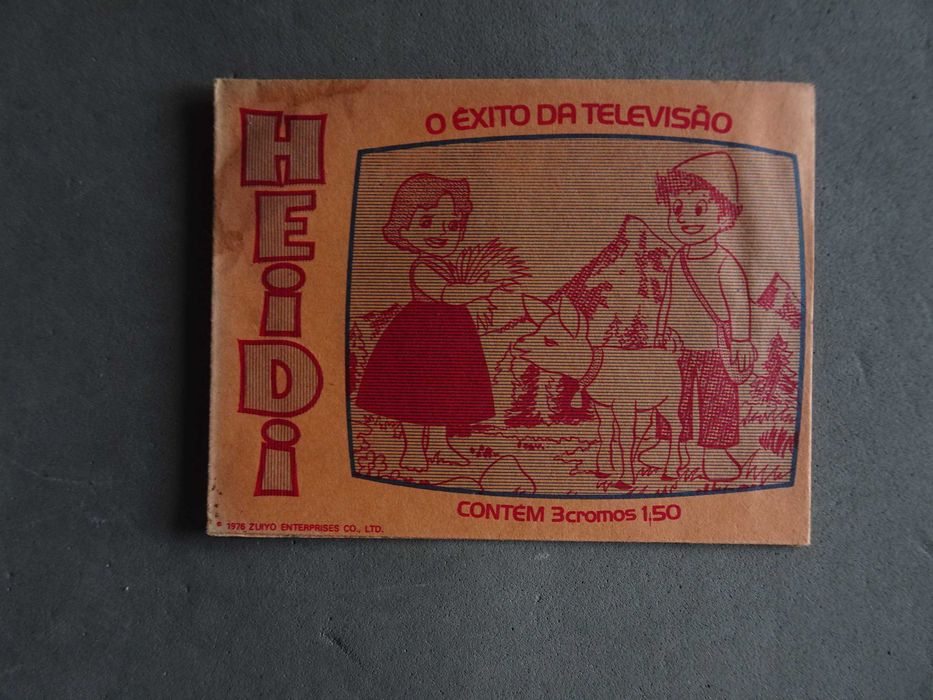 HEiDi
O ÊXITO DA TELEVISÃO
CONTÉM 3cromos 1,50
© 1976 ZUIYO ENTERPRISES CO., LTD.